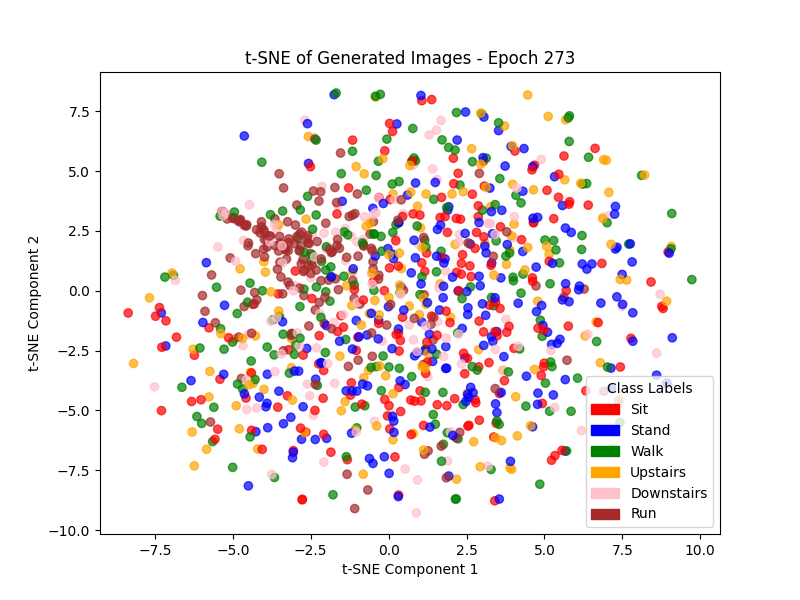 t-SNE of Generated Images - Epoch 273
t-SNE Component 2
7.5
5.0
2.5
0.0
−2.5
−5.0
−7.5
−10.0
Class Labels
Sit
Stand
Walk
Upstairs
Downstairs
Run
−7.5
−5.0
−2.5
0.0
2.5
5.0
7.5
10.0
t-SNE Component 1